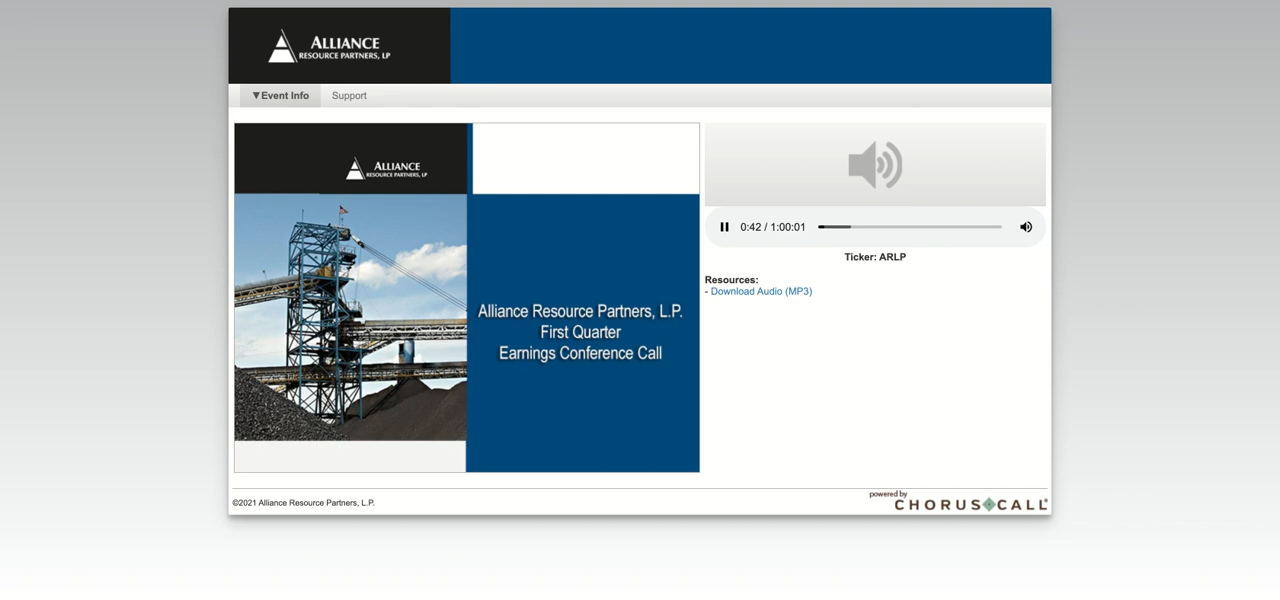 ALLIANCE
RESOURCE PARTNERS, LP
▼Event Info
Support
ALLIANCE
RESOURCE PARTNERS, LP
Alliance Resource Partners, L.P.
First Quarter
Earnings Conference Call
0:42 / 1:00:01
Ticker: ARLP
Resources:
- Download Audio (MP3)
©2021 Alliance Resource Partners, L.P.
powered by
CHORUS CALL®